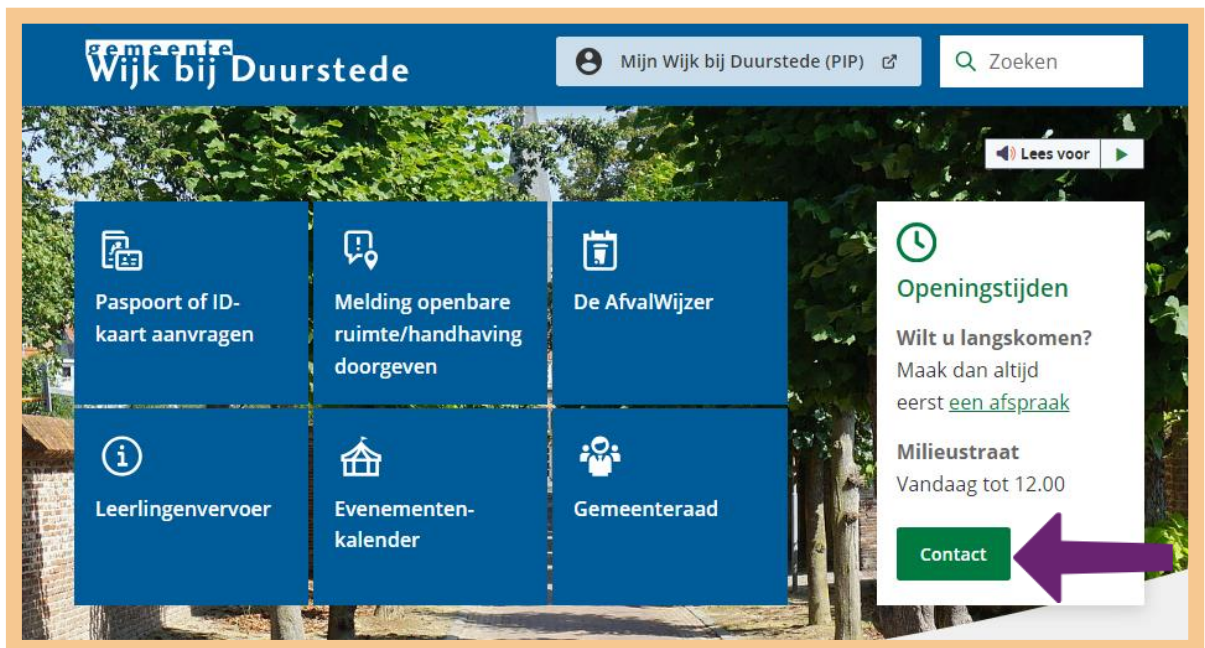 gemeente
Wijk bij Duurstede
Mijn Wijk bij Duurstede (PIP)
Zoeken
Lees voor
Paspoort of ID-
kaart aanvragen
Melding openbare
ruimte/handhaving
doorgeven
De AfvalWijzer
Leerlingenvervoer
Evenementen-
kalender
Gemeenteraad
Openingstijden
Wilt u langskomen?
Maak dan altijd
eerst een afspraak
Milieustraat
Vandaag tot 12.00
Contact